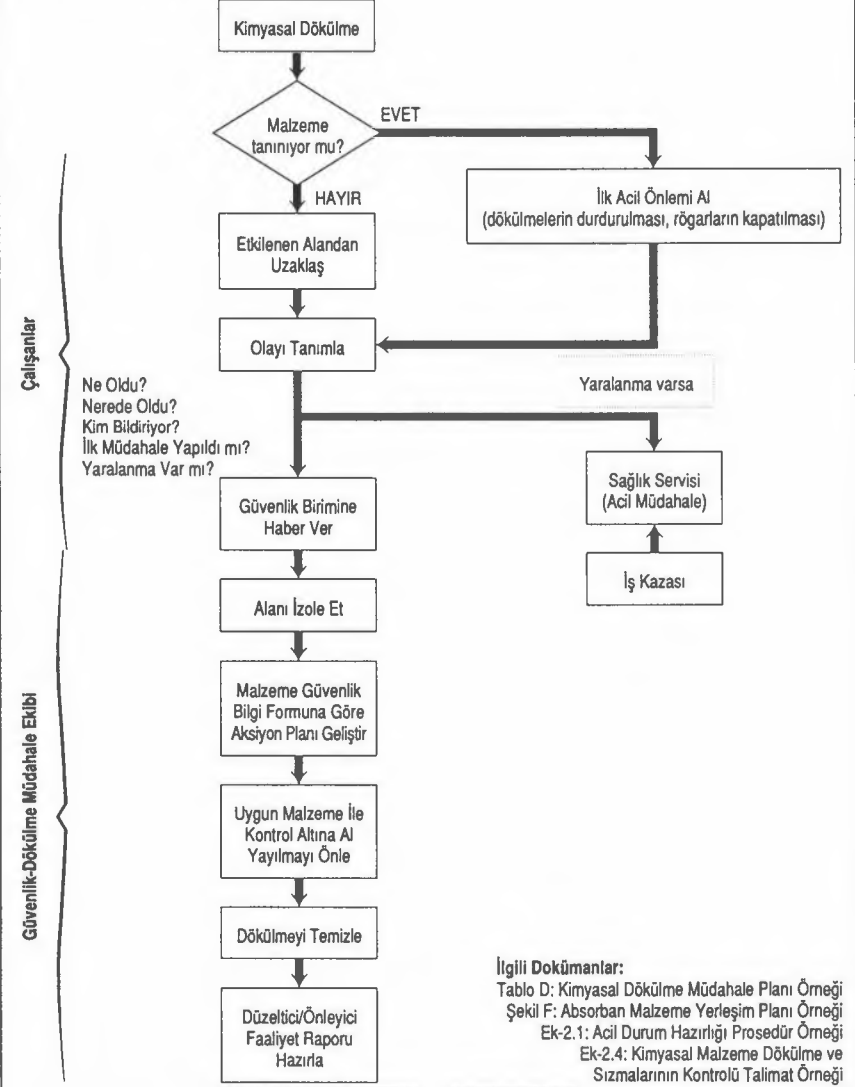 Kimyasal Dökülme
Malzeme
tanınıyor mu?
EVET
HAYIR
İlk Acil Önlemi Al
(dökülmelerin durdurulması, rögarların kapatılması)
Etkilenen Alandan
Uzaklaş
Olayı Tanımla
Çalışanlar
Ne Oldu?
Nerede Oldu?
Kim Bildiriyor?
İlk Müdahale Yapıldı mı?
Yaralanma Var mı?
Yaralanma varsa
Sağlık Servisi
(Acil Müdahale)
İş Kazası
Güvenlik Birimine
Haber Ver
Alanı İzole Et
Güvenlik-Dökülme Müdahale Ekibi
Malzeme Güvenlik
Bilgi Formuna Göre
Aksiyon Planı Geliştir
Uygun Malzeme İle
Kontrol Altına Al
Yayılmayı Önle
Dökülmeyi Temizle
Düzeltici/Önleyici
Faaliyet Raporu
Hazırla
İlgili Dokümanlar:
Tablo D: Kimyasal Dökülme Müdahale Planı Örneği
Şekil F: Absorban Malzeme Yerleşim Planı Örneği
Ek-2.1: Acil Durum Hazırlığı Prosedür Örneği
Ek-2.4: Kimyasal Malzeme Dökülme ve
Sızmalarının Kontrolü Talimat Örneği